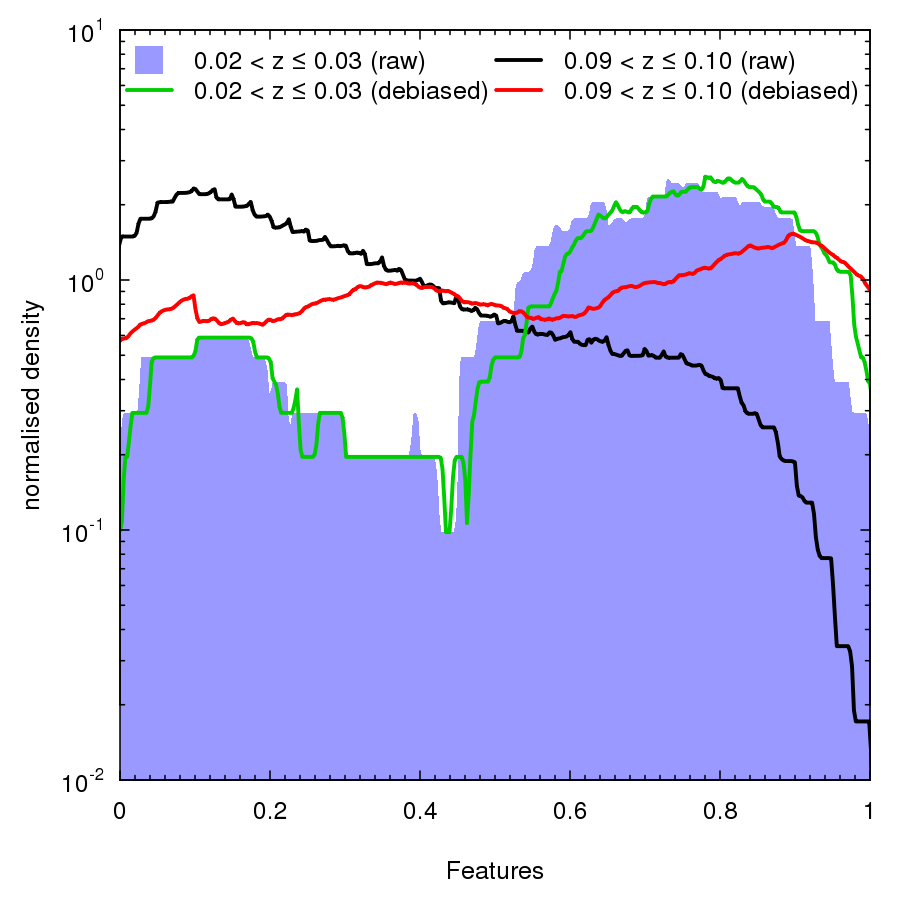 10¹
0.02 < z ≤ 0.03 (raw) 0.09 < z ≤ 0.10 (raw)
0.02 < z ≤ 0.03 (debiased) 0.09 < z ≤ 0.10 (debiased)
10⁰
normalised density
10⁻¹
10⁻²
0 0.2 0.4 0.6 0.8 1
Features